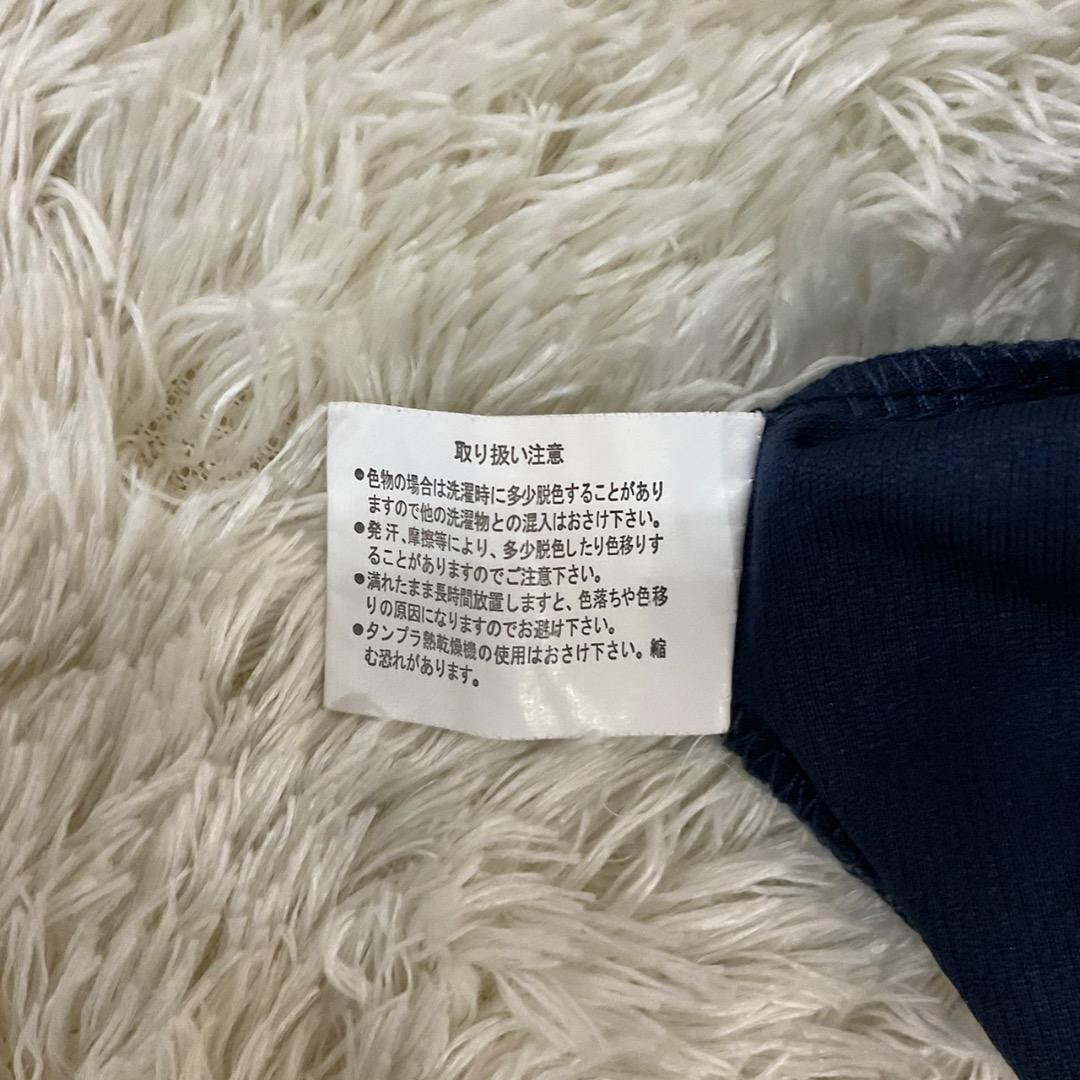 取り扱い注意
●色物の場合は洗濯時に多少脱色することがあり
ますので他の洗濯物との混入はおさけ下さい。
●発汗、摩擦等により、多少脱色したり色移りす
ることがありますのでご注意下さい。
●満れたまま長時間放置しますと、色落ちや色移
りの原因になりますのでお避け下さい。
●タンプラ熱乾燥機の使用はおさけ下さい。縮
む恐れがあります。